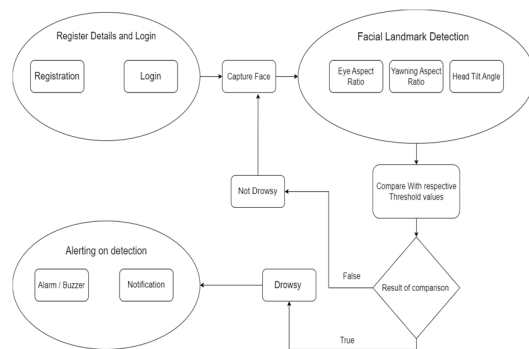 Register Details and Login
Registration
Login
Capture Face
Facial Landmark Detection
Eye Aspect
Ratio
Yawning Aspect
Ratio
Head Tilt Angle
Compare With respective
Threshold values
Not Drowsy
Result of comparison
False
True
Drowsy
Alerting on detection
Alarm / Buzzer
Notification